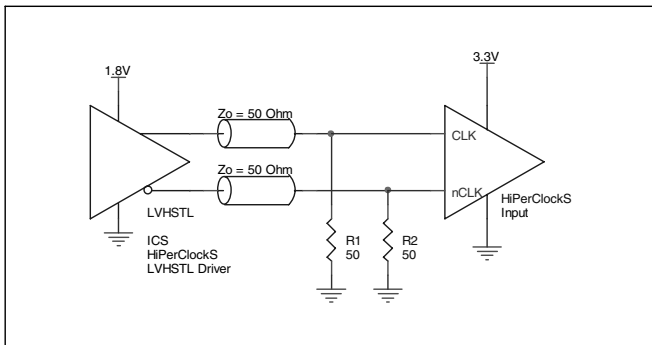 1.8V
3.3V
Zo = 50 Ohm
CLK
Zo = 50 Ohm
nCLK
LVHSTL
ICS
HiPerClockS
LVHSTL Driver
R1
50
R2
50
HiPerClockS
Input